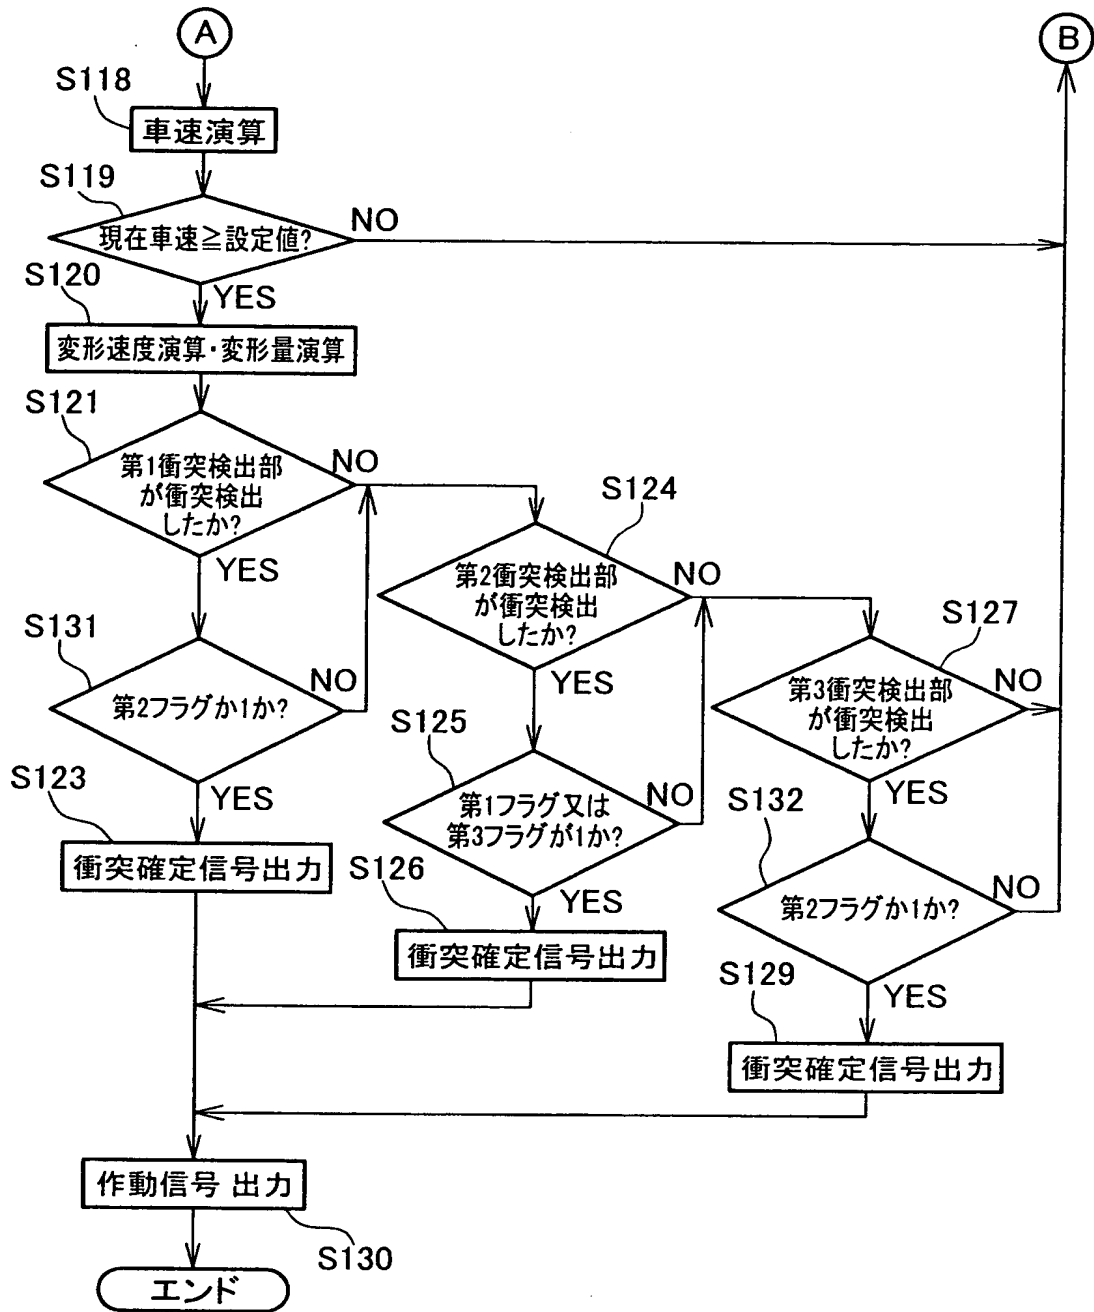 A
B
S118
車速演算
S119
現在車速≧設定値?
NO
YES
S120
変形速度演算・変形量演算
S121
第1衝突検出部
が衝突検出
したか?
NO
YES
S124
第2衝突検出部
が衝突検出
したか?
NO
YES
S131
第2フラグか1か?
NO
YES
S127
第3衝突検出部
が衝突検出
したか?
NO
YES
S125
第1フラグ又は
第3フラグが1か?
NO
YES
S123
衝突確定信号出力
S132
第2フラグか1か?
NO
YES
S126
衝突確定信号出力
S129
衝突確定信号出力
作動信号 出力
S130
エンド